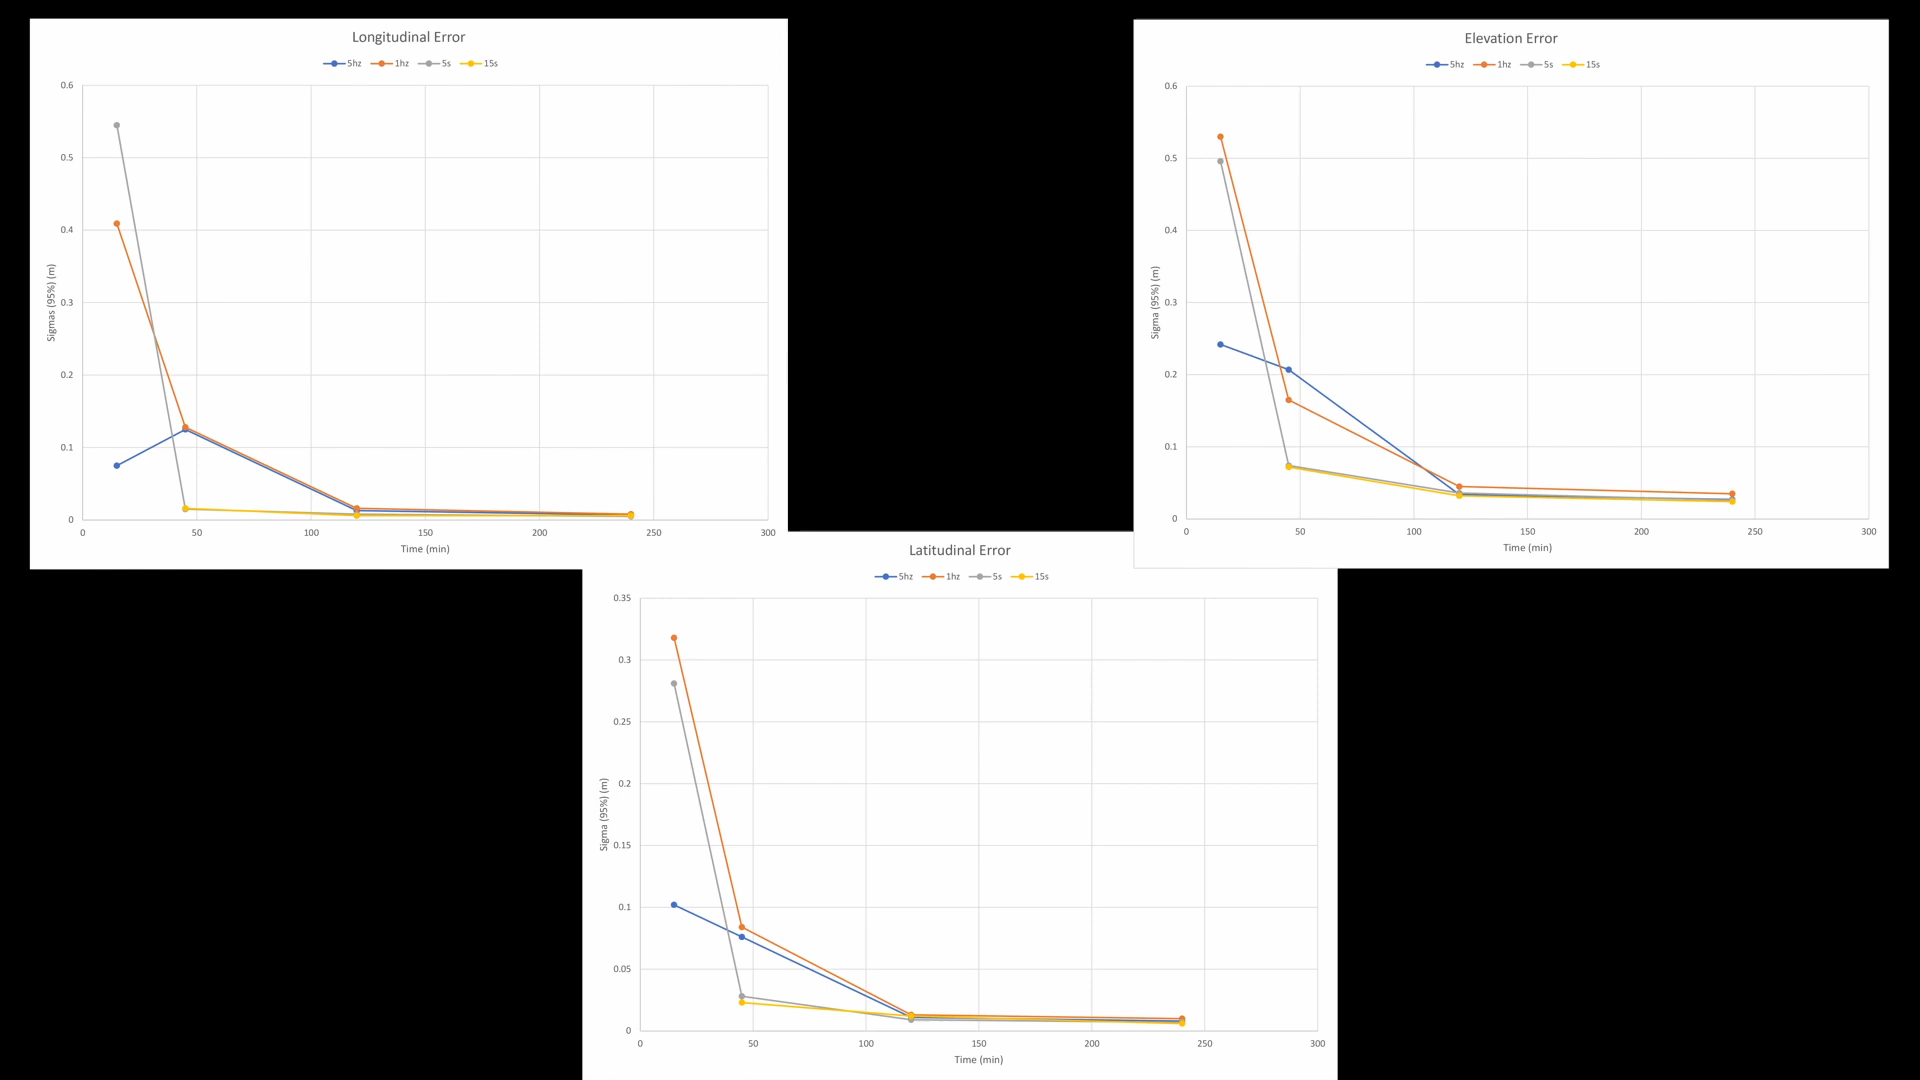 Longitudinal Error
5hz 1hz 5s 15s
0.6
0.5
0.4
0.3
0.2
0.1
0
Sigmas (95%) (m)
0 50 100 150 200 250 300
Time (min)
Elevation Error
5hz 1hz 5s 15s
0.6
0.5
0.4
0.3
0.2
0.1
0
Sigma (95%) (m)
0 50 100 150 200 250 300
Time (min)
Latitudinal Error
5hz 1hz 5s 15s
0.35
0.3
0.25
0.2
0.15
0.1
0.05
0
Sigma (95%) (m)
0 50 100 150 200 250 300
Time (min)